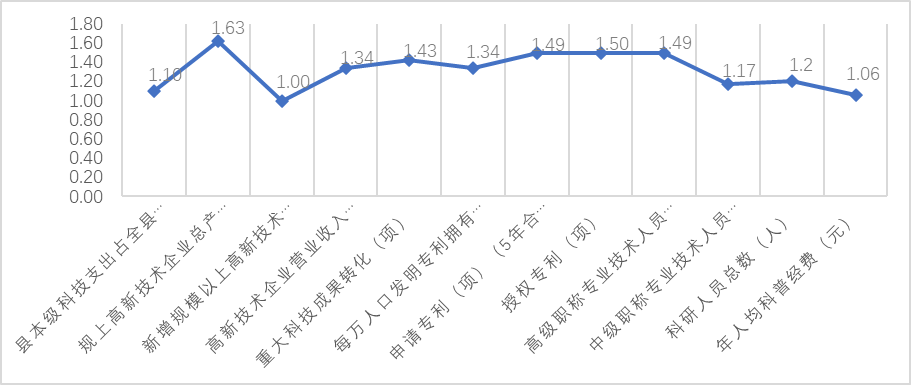 1.80
1.60
1.40
1.20
1.00
0.80
0.60
0.40
0.20
0.00
1.10
1.63
1.00
1.34
1.43
1.34
1.49
1.50
1.49
1.17
1.2
1.06
县本级科技支出占全县…
规上高新技术企业总产…
新增规模以上高新技术…
高新技术企业营业收入…
重大科技成果转化（项）
每万人口发明专利拥有…
申请专利（项）（5年合…
授权专利（项）
高级职称专业技术人员…
中级职称专业技术人员…
科研人员总数（人）
年人均科普经费（元）